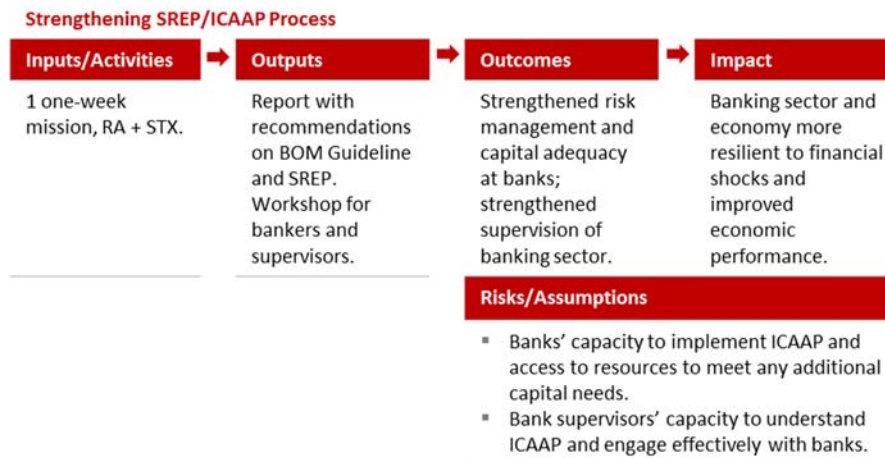 Strengthening SREP/ICAAP Process
Inputs/Activities
1 one-week
mission, RA + STX.
Outputs
Report with
recommendations
on BOM Guideline
and SREP.
Workshop for
bankers and
supervisors.
Outcomes
Strengthened risk
management and
capital adequacy
at banks;
strengthened
supervision of
banking sector.
Impact
Banking sector and
economy more
resilient to financial
shocks and
improved
economic
performance.
Risks/Assumptions
▪ Banks’ capacity to implement ICAAP and
access to resources to meet any additional
capital needs.
▪ Bank supervisors’ capacity to understand
ICAAP and engage effectively with banks.